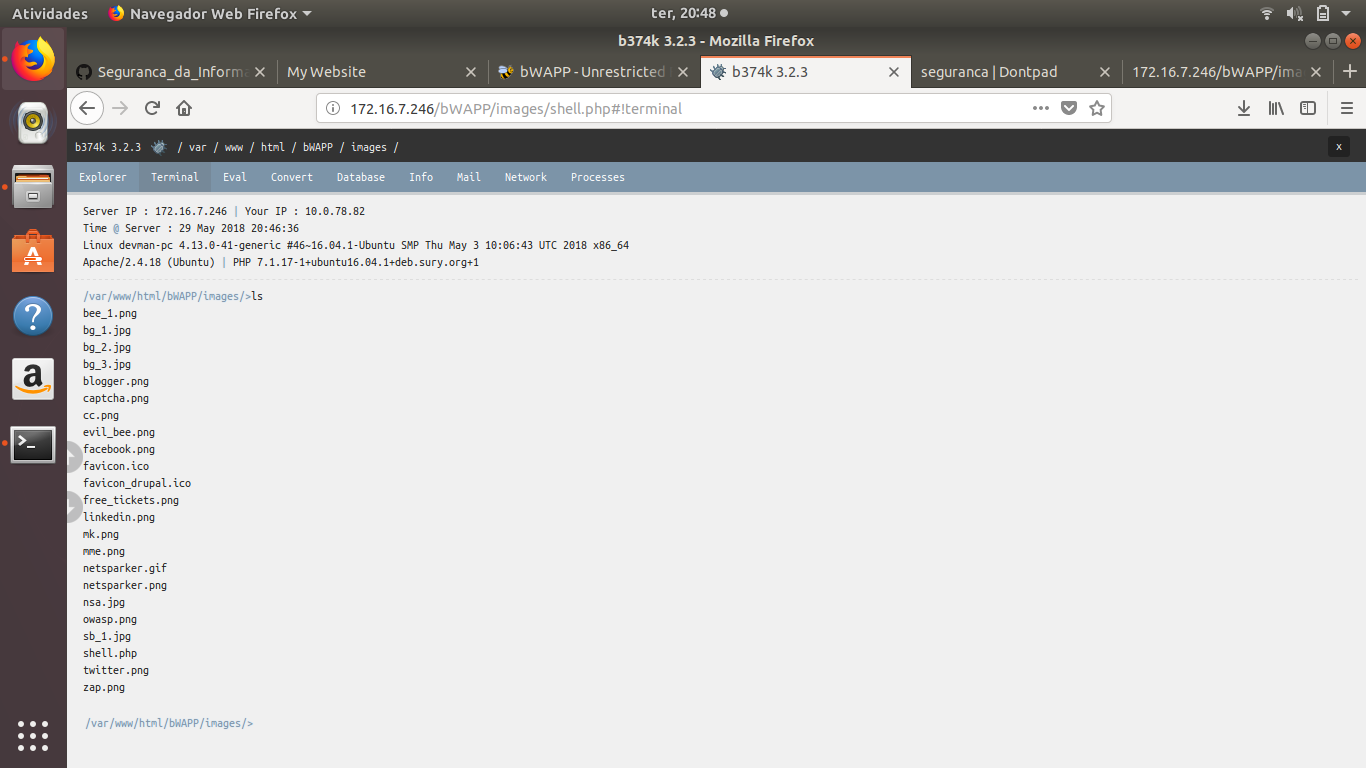 Atividades Navegador Web Firefox ter, 20:48
b374k 3.2.3 - Mozilla Firefox
Seguranca_da_Inform My Website bWAPP - Unrestricted b374k 3.2.3 seguranca | Dontpad 172.16.7.246/bWAPP/ima
172.16.7.246/bWAPP/images/shell.php#!terminal
b374k 3.2.3 / var / www / html / bWAPP / images / x
Explorer Terminal Eval Convert Database Info Mail Network Processes
Server IP : 172.16.7.246 | Your IP : 10.0.78.82
Time @ Server : 29 May 2018 20:46:36
Linux devman-pc 4.13.0-41-generic #46~16.04.1-Ubuntu SMP Thu May 3 10:06:43 UTC 2018 x86_64
Apache/2.4.18 (Ubuntu) | PHP 7.1.17-1+ubuntu16.04.1+deb.sury.org+1
/var/www/html/bWAPP/images/>ls
bee_1.png
bg_1.jpg
bg_2.jpg
bg_3.jpg
blogger.png
captcha.png
cc.png
evil_bee.png
facebook.png
favicon.ico
favicon_drupal.ico
free_tickets.png
linkedin.png
mk.png
mme.png
netsparker.gif
netsparker.png
nsa.jpg
owasp.png
sb_1.jpg
shell.php
twitter.png
zap.png
/var/www/html/bWAPP/images/>